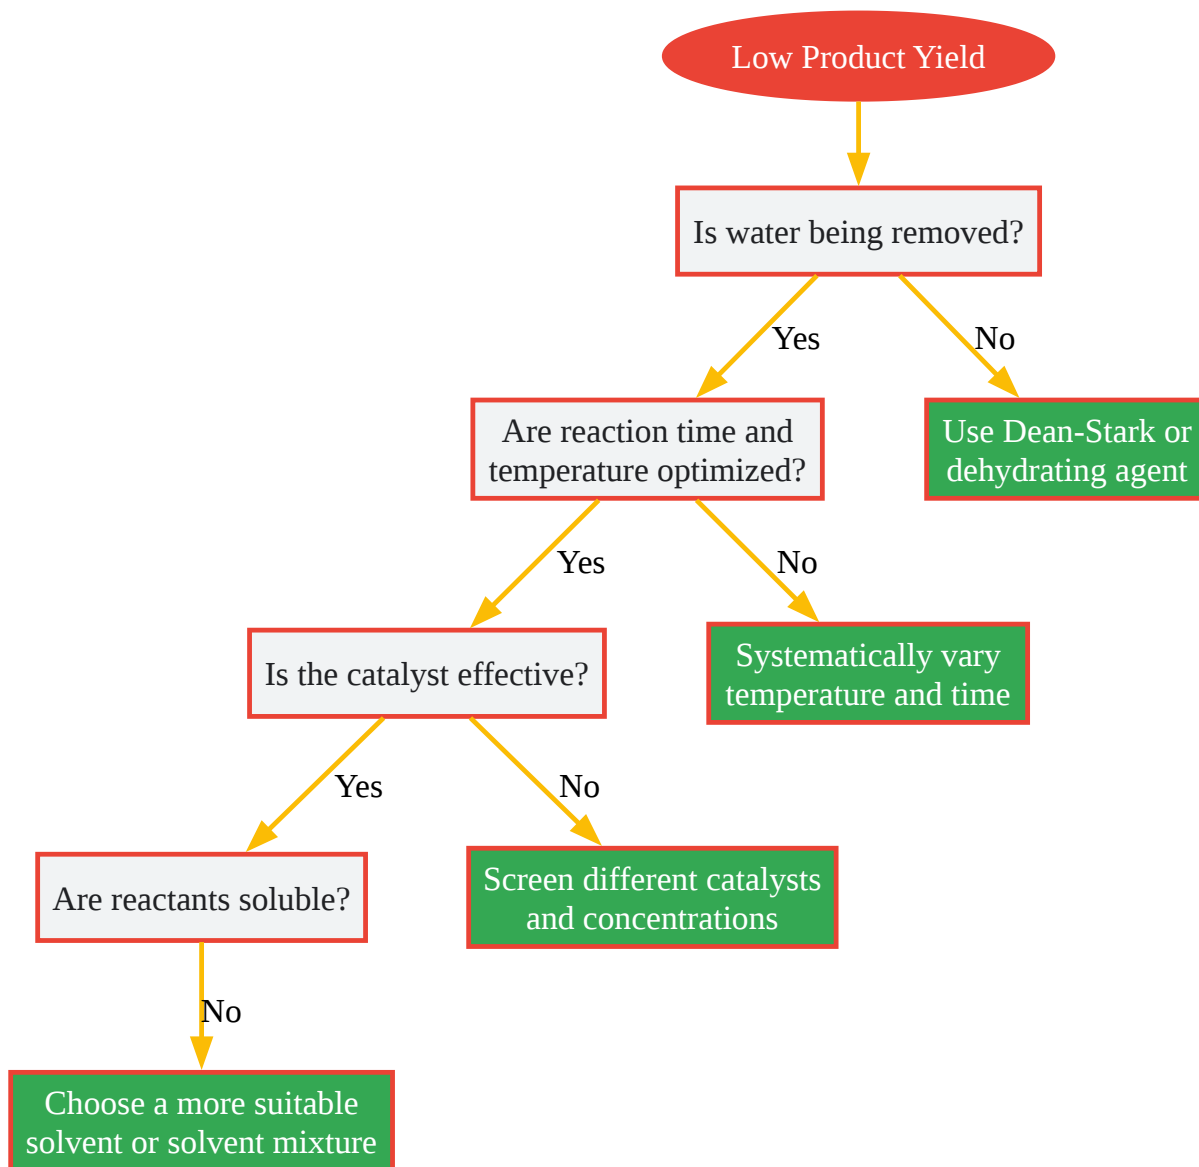 Low Product Yield
Is water being removed?
Yes
No
Are reaction time and
temperature optimized?
Use Dean-Stark or
dehydrating agent
Yes
No
Is the catalyst effective?
Systematically vary
temperature and time
Yes
No
Are reactants soluble?
Screen different catalysts
and concentrations
No
Choose a more suitable
solvent or solvent mixture